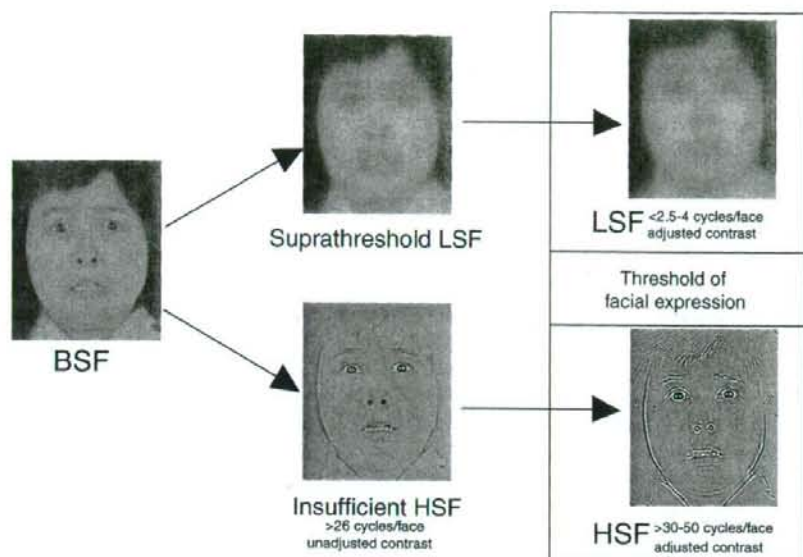 BSF
Suprathreshold LSF
Insufficient HSF
>26 cycles/face
unadjusted contrast
LSF <2.5-4 cycles/face
adjusted contrast
Threshold of
facial expression
HSF >30-50 cycles/face
adjusted contrast